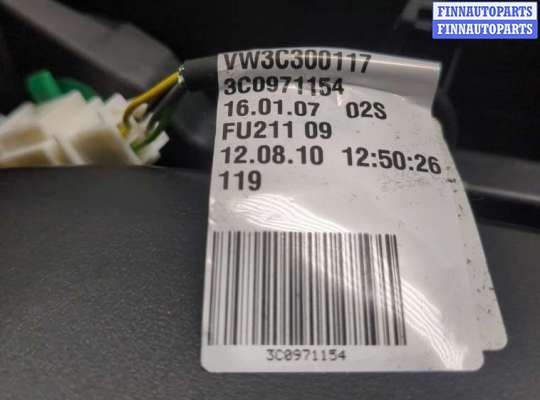 FINNAUTOPARTS
FINNAUTOPARTS
VW3C300117
3C0971154
16.01.07 02S
FU211 09
12.08.10 12:50:26
119
3C0971154